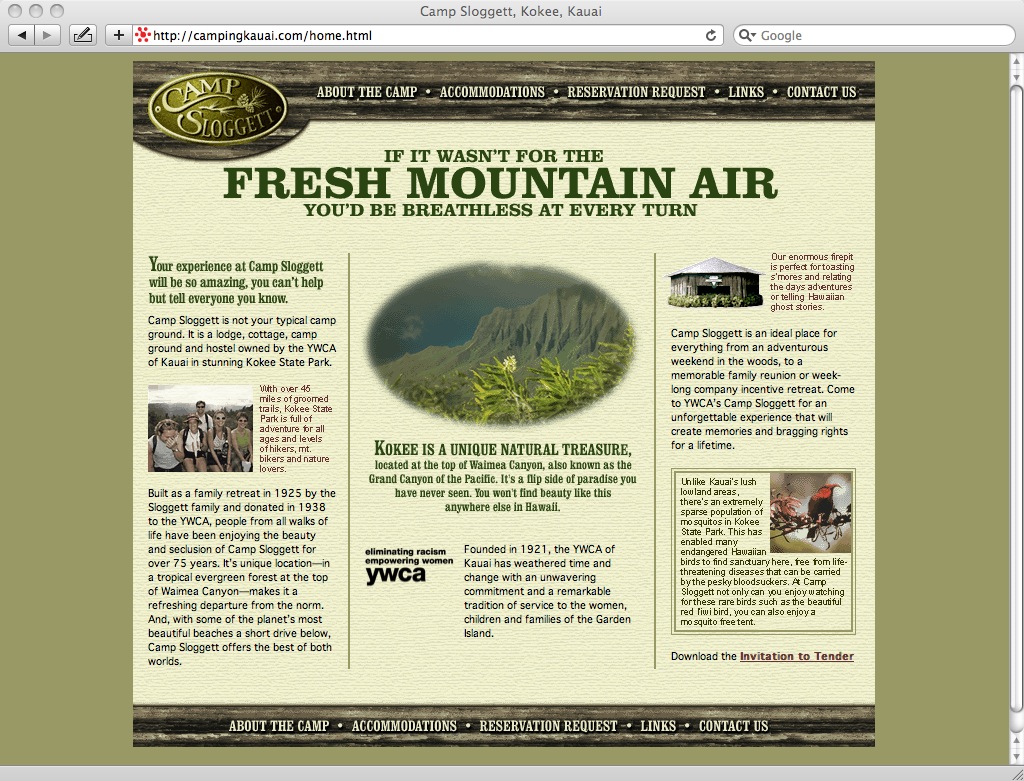 Camp Sloggett, Kokee, Kauai
http://campingkauai.com/home.html
Google
CAMP
SLOGGETT
ABOUT THE CAMP • ACCOMMODATIONS • RESERVATION REQUEST • LINKS • CONTACT US
IF IT WASN'T FOR THE
FRESH MOUNTAIN AIR
YOU'D BE BREATHLESS AT EVERY TURN
Your experience at Camp Sloggett
will be so amazing, you can't help
but tell everyone you know.
Camp Sloggett is not your typical camp
ground. It is a lodge, cottage, camp
ground and hostel owned by the YWCA
of Kauai in stunning Kokee State Park.
With over 45
miles of groomed
trails, Kokee State
Park is full of
adventure for all
ages and levels
of hikers, mt.
bikers and nature
lovers.
Built as a family retreat in 1925 by the
Sloggett family and donated in 1938
to the YWCA, people from all walks of
life have been enjoying the beauty
and seclusion of Camp Sloggett for
over 75 years. It's unique location—in
a tropical evergreen forest at the top
of Waimea Canyon—makes it a
refreshing departure from the norm.
And, with some of the planet's most
beautiful beaches a short drive below,
Camp Sloggett offers the best of both
worlds.
KOKEE IS A UNIQUE NATURAL TREASURE,
located at the top of Waimea Canyon, also known as the
Grand Canyon of the Pacific. It's a flip side of paradise you
have never seen. You won't find beauty like this
anywhere else in Hawaii.
eliminating racism
empowering women
ywca
Founded in 1921, the YWCA of
Kauai has weathered time and
change with an unwavering
commitment and a remarkable
tradition of service to the women,
children and families of the Garden
Island.
Our enormous firepit
is perfect for toasting
s'mores and relating
the days adventures
or telling Hawaiian
ghost stories.
Camp Sloggett is an ideal place for
everything from an adventurous
weekend in the woods, to a
memorable family reunion or week-
long company incentive retreat. Come
to YWCA's Camp Sloggett for an
unforgettable experience that will
create memories and bragging rights
for a lifetime.
Unlike Kauai's lush
lowland areas,
there's an extremely
sparse population of
mosquitos in Kokee
State Park. This has
enabled many
endangered Hawaiian
birds to find sanctuary here, free from life-
threatening diseases that can be carried
by the pesky bloodsuckers. At Camp
Sloggett not only can you enjoy watching
for these rare birds such as the beautiful
red I'iwi bird, you can also enjoy a
mosquito free tent.
Download the Invitation to Tender
ABOUT THE CAMP • ACCOMMODATIONS • RESERVATION REQUEST • LINKS • CONTACT US